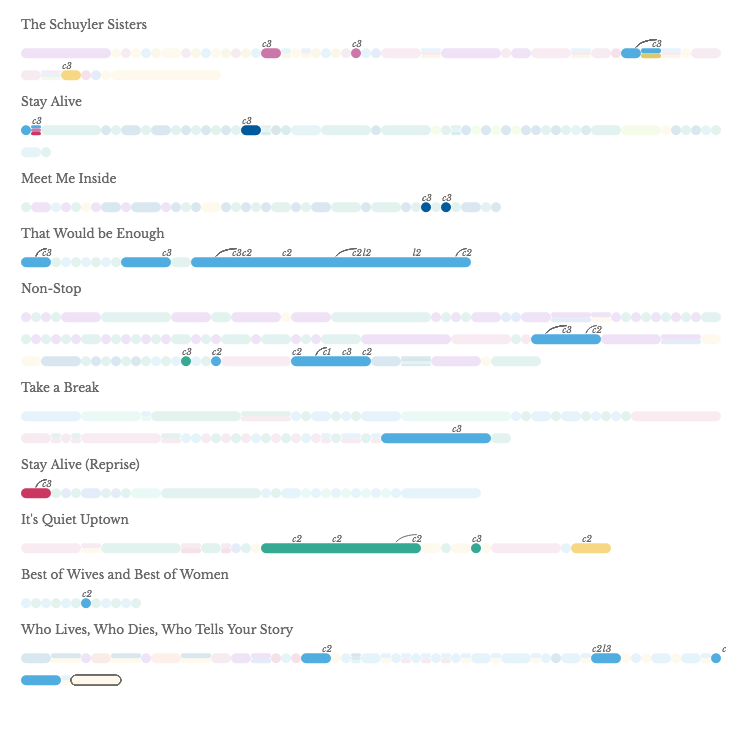 The Schuyler Sisters
c3 c3 c3
c3
Stay Alive
c3 c3
Meet Me Inside
c3 c3
That Would be Enough
c3 c3 c3c2 c2 c2l2 l2 c2
Non-Stop
c3 c2
c3 c2 c2 c1 c3 c2
Take a Break
c3
Stay Alive (Reprise)
c3
It's Quiet Uptown
c2 c2 c2 c3 c2
Best of Wives and Best of Women
c2
Who Lives, Who Dies, Who Tells Your Story
c2 c2l3 c